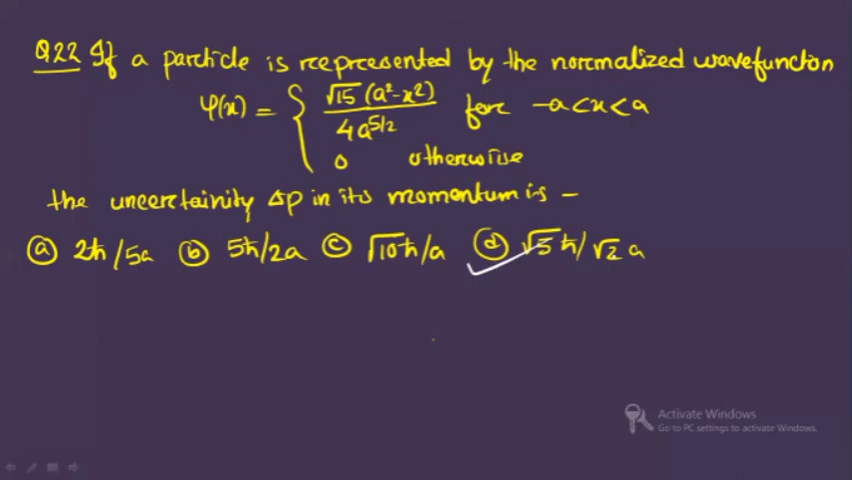 Q22 If a particle is represented by the normalized wavefunction
φ(x) = { √15 (a²-x²) / 4a^5/2 for -a<x<a
0 otherwise
the uncertainity Δp in its momentum is –
ⓐ 2ħ/5a ⓑ 5ħ/2a ⓒ √10ħ/a ⓓ √5ħ/√2 a
Activate Windows
Go to PC settings to activate Windows.